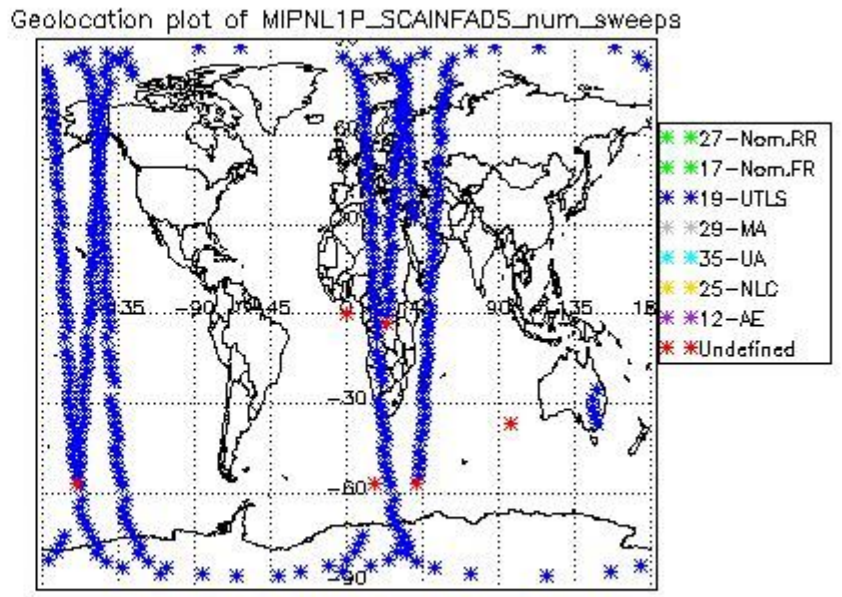 Geolocation plot of MIPNL1P_SCAINFADS_num_sweeps
27-Nom.RR
17-Nom.FR
19-UTLS
29-MA
35-UA
25-NLC
12-AE
Undefined
-90
-45
90
135
-30
-60
-90